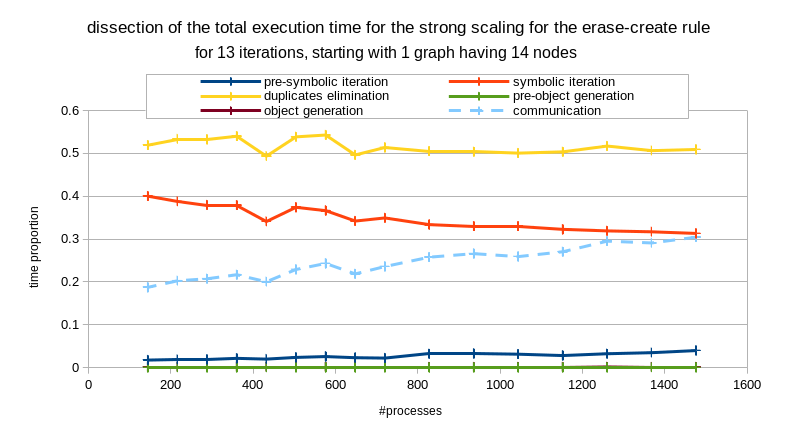 dissection of the total execution time for the strong scaling for the erase-create rule
for 13 iterations, starting with 1 graph having 14 nodes
pre-symbolic iteration
symbolic iteration
duplicates elimination
pre-object generation
object generation
communication
0.6
0.5
0.4
0.3
0.2
0.1
0
time proportion
0
200
400
600
800
1000
1200
1400
1600
#processes